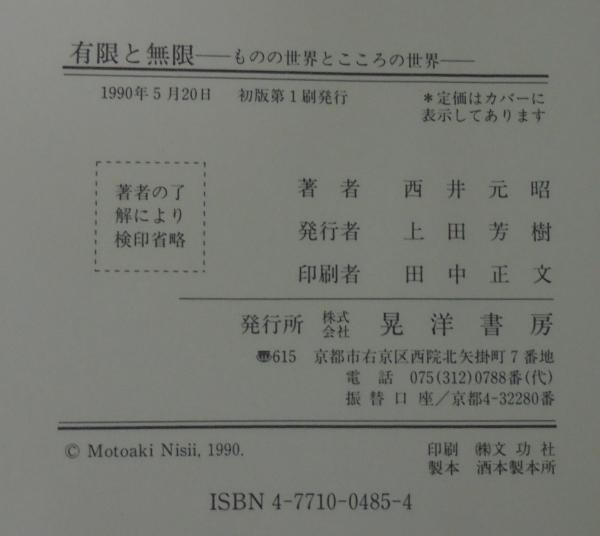 有限と無限──ものの世界とこころの世界──
1990年5月20日 初版第1刷発行
＊定価はカバーに
表示してあります
著者の了
解により
検印省略
著者 西井元昭
発行者 上田芳樹
印刷者 田中正文
発行所 株式会社 晃洋書房
〠615 京都市右京区西院北矢掛町7番地
電話 075(312)0788番(代)
振替口座／京都4-32280番
© Motoaki Nisii, 1990.
印刷 ㈱文功社
製本 酒本製本所
ISBN 4-7710-0485-4